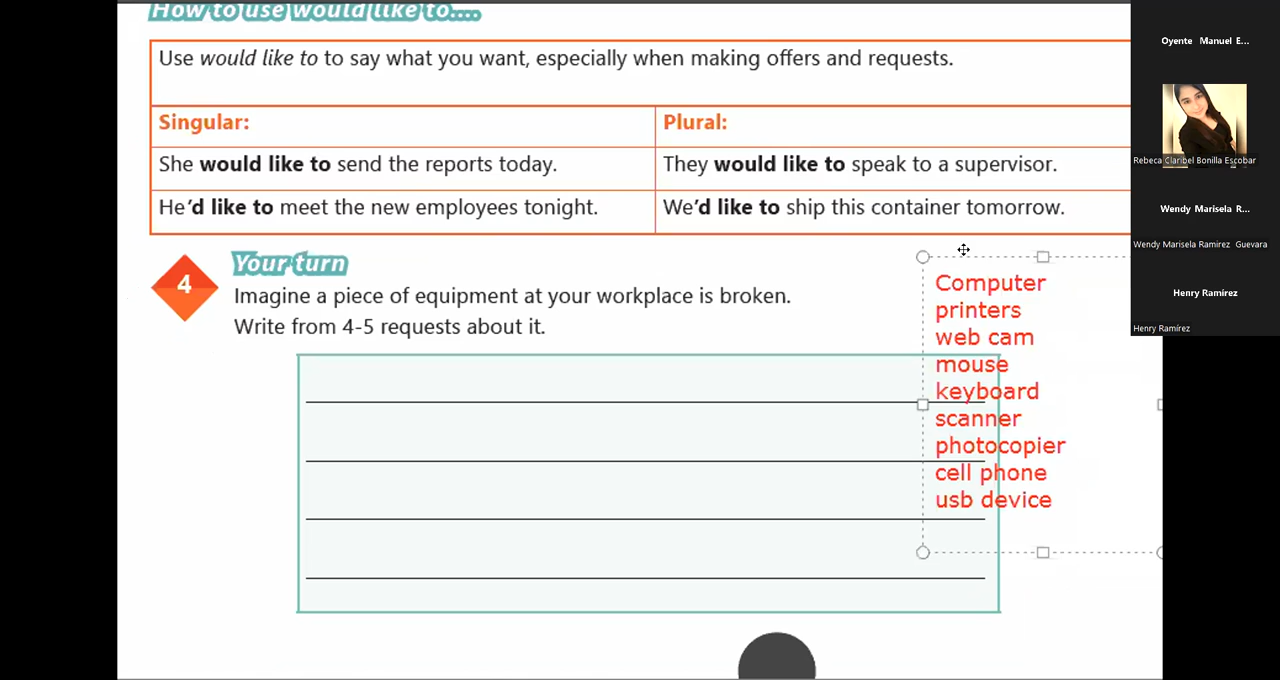 How to use would like to....
Use would like to to say what you want, especially when making offers and requests.
Singular:
Plural:
She would like to send the reports today.
They would like to speak to a supervisor.
He'd like to meet the new employees tonight.
We'd like to ship this container tomorrow.
4
Your turn
Imagine a piece of equipment at your workplace is broken.
Write from 4-5 requests about it.
Computer
printers
web cam
mouse
keyboard
scanner
photocopier
cell phone
usb device
Oyente Manuel E...
Rebeca Claribel Bonilla Escobar
Wendy Marisela R...
Wendy Marisela Ramirez Guevara
Henry Ramírez
Henry Ramírez